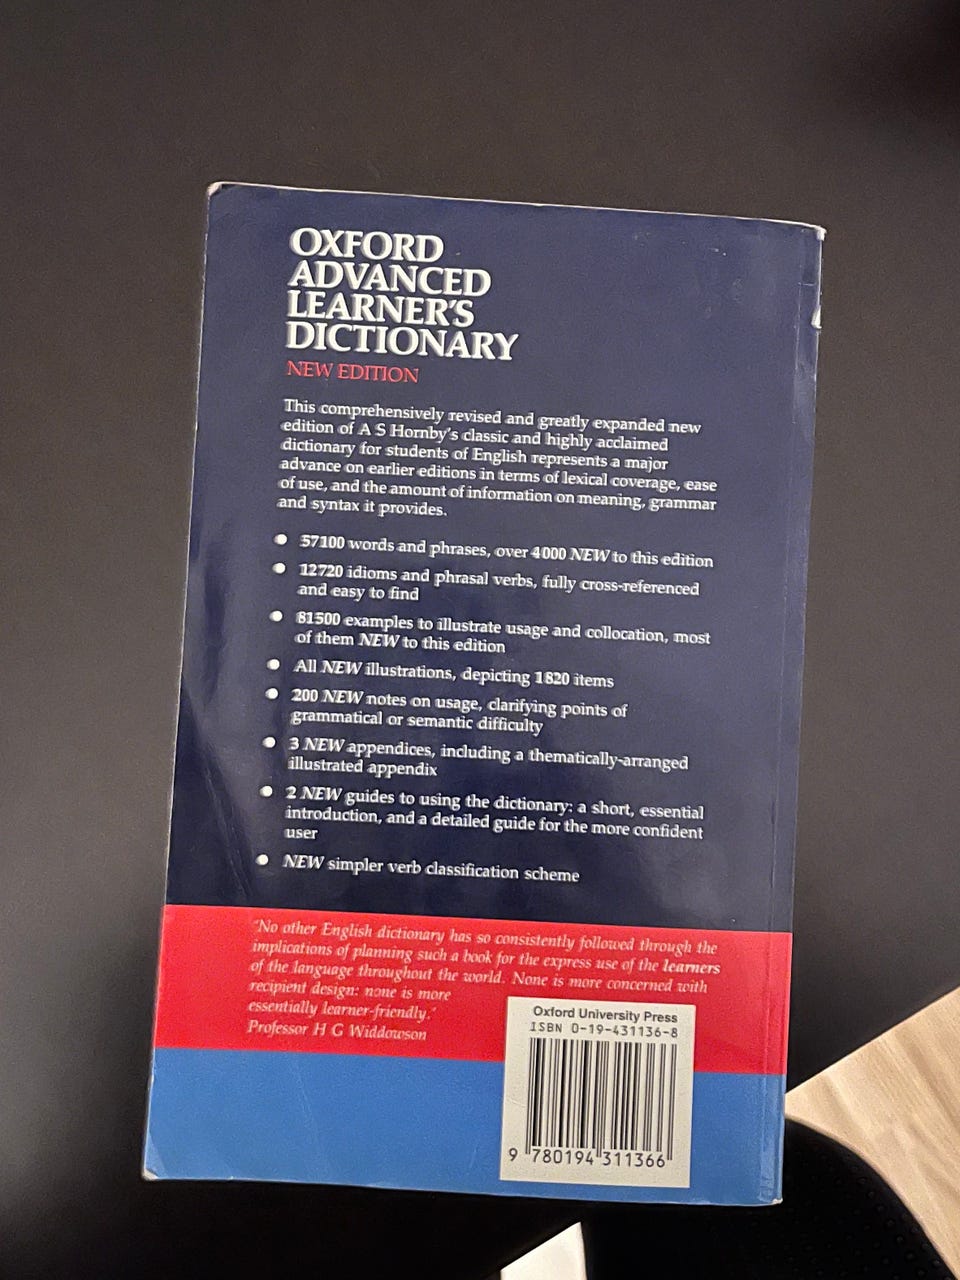 OXFORD
ADVANCED
LEARNER'S
DICTIONARY
NEW EDITION
This comprehensively revised and greatly expanded new
edition of A S Hornby's classic and highly acclaimed
dictionary for students of English represents a major
advance on earlier editions in terms of lexical coverage, ease
of use, and the amount of information on meaning, grammar
and syntax it provides.
● 57100 words and phrases, over 4000 NEW to this edition
● 12720 idioms and phrasal verbs, fully cross-referenced
and easy to find
● 81500 examples to illustrate usage and collocation, most
of them NEW to this edition
● All NEW illustrations, depicting 1820 items
● 200 NEW notes on usage, clarifying points of
grammatical or semantic difficulty
● 3 NEW appendices, including a thematically-arranged
illustrated appendix
● 2 NEW guides to using the dictionary: a short, essential
introduction, and a detailed guide for the more confident
user
● NEW simpler verb classification scheme
'No other English dictionary has so consistently followed through the
implications of planning such a book for the express use of the learners
of the language throughout the world. None is more concerned with
recipient design: none is more
essentially learner-friendly.'
Professor H G Widdowson
Oxford University Press
ISBN 0-19-431136-8
9 780194 311366